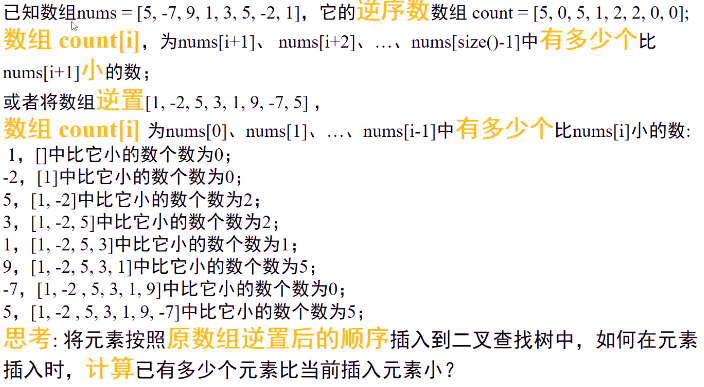 已知数组nums = [5, -7, 9, 1, 3, 5, -2, 1]，它的逆序数数组 count = [5, 0, 5, 1, 2, 2, 0, 0];
数组 count[i]，为nums[i+1]、 nums[i+2]、…、nums[size()-1]中有多少个比
nums[i+1]小的数；
或者将数组逆置[1, -2, 5, 3, 1, 9, -7, 5] ，
数组 count[i] 为nums[0]、nums[1]、…、nums[i-1]中有多少个比nums[i]小的数:
1，[]中比它小的数个数为0；
-2，[1]中比它小的数个数为0；
5，[1, -2]中比它小的数个数为2；
3，[1, -2, 5]中比它小的数个数为2；
1，[1, -2, 5, 3]中比它小的数个数为1；
9，[1, -2, 5, 3, 1]中比它小的数个数为5；
-7，[1, -2 , 5, 3, 1, 9]中比它小的数个数为0；
5，[1, -2 , 5, 3, 1, 9, -7]中比它小的数个数为5；
思考: 将元素按照原数组逆置后的顺序插入到二叉查找树中，如何在元素
插入时，计算已有多少个元素比当前插入元素小？